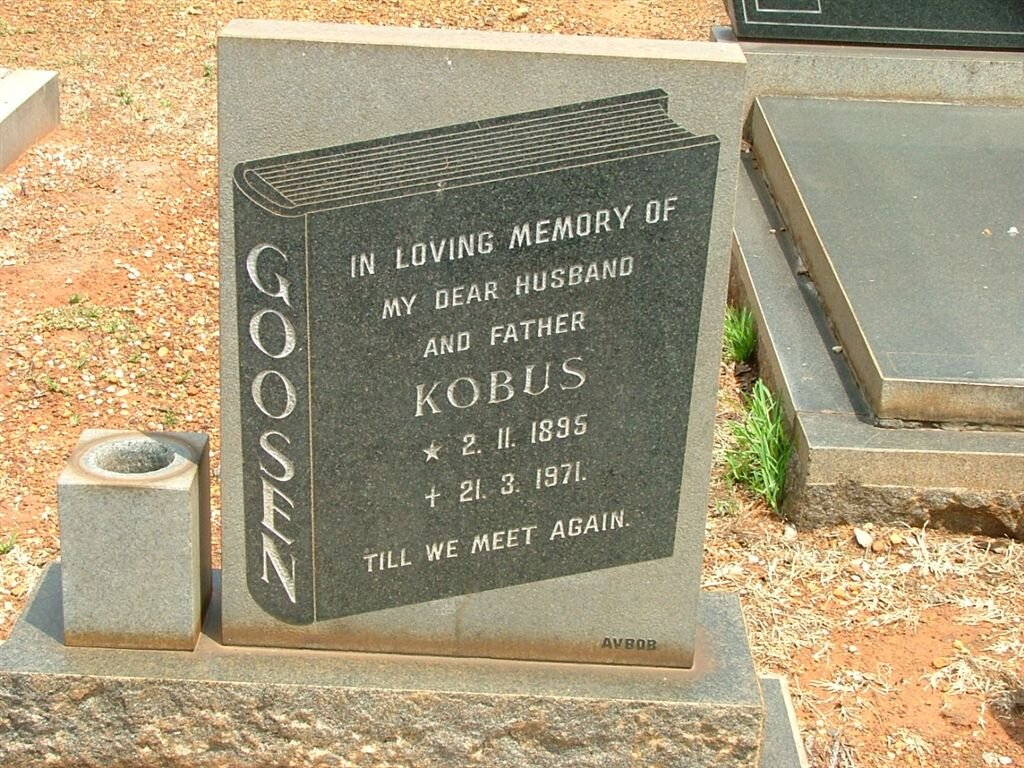 GOOSEN
IN LOVING MEMORY OF
MY DEAR HUSBAND
AND FATHER
KOBUS
★ 2. 11. 1895
† 21. 3. 1971.
TILL WE MEET AGAIN.
AVBOB